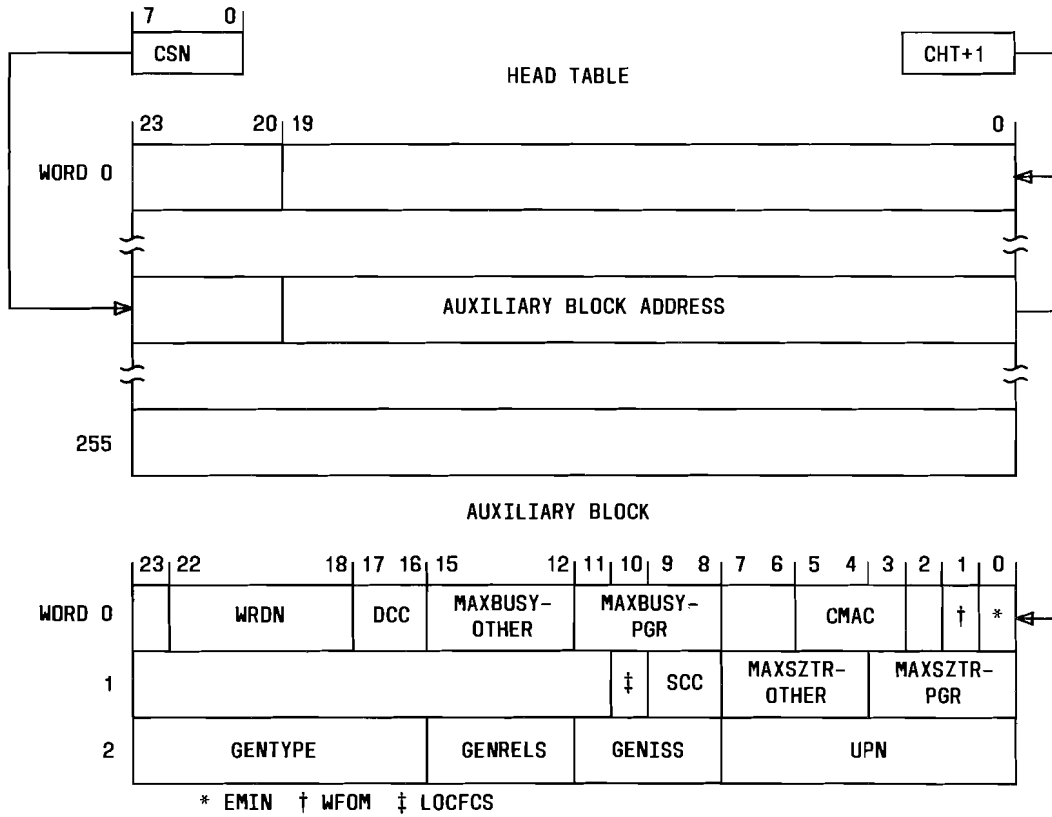 7 0
CSN CHT+1
HEAD TABLE
23 20 19 0
WORD 0
AUXILIARY BLOCK ADDRESS
255
AUXILIARY BLOCK
23 22 18 17 16 15 12 11 10 9 8 7 6 5 4 3 2 1 0
WORD 0 WRDN DCC MAXBUSY- MAXBUSY- CMAC † *
OTHER PGR
1 ‡ SCC MAXSZTR- MAXSZTR-
OTHER PGR
2 GENTYPE GENRELS GENISS UPN
* EMIN † WFOM ‡ LOCFCS